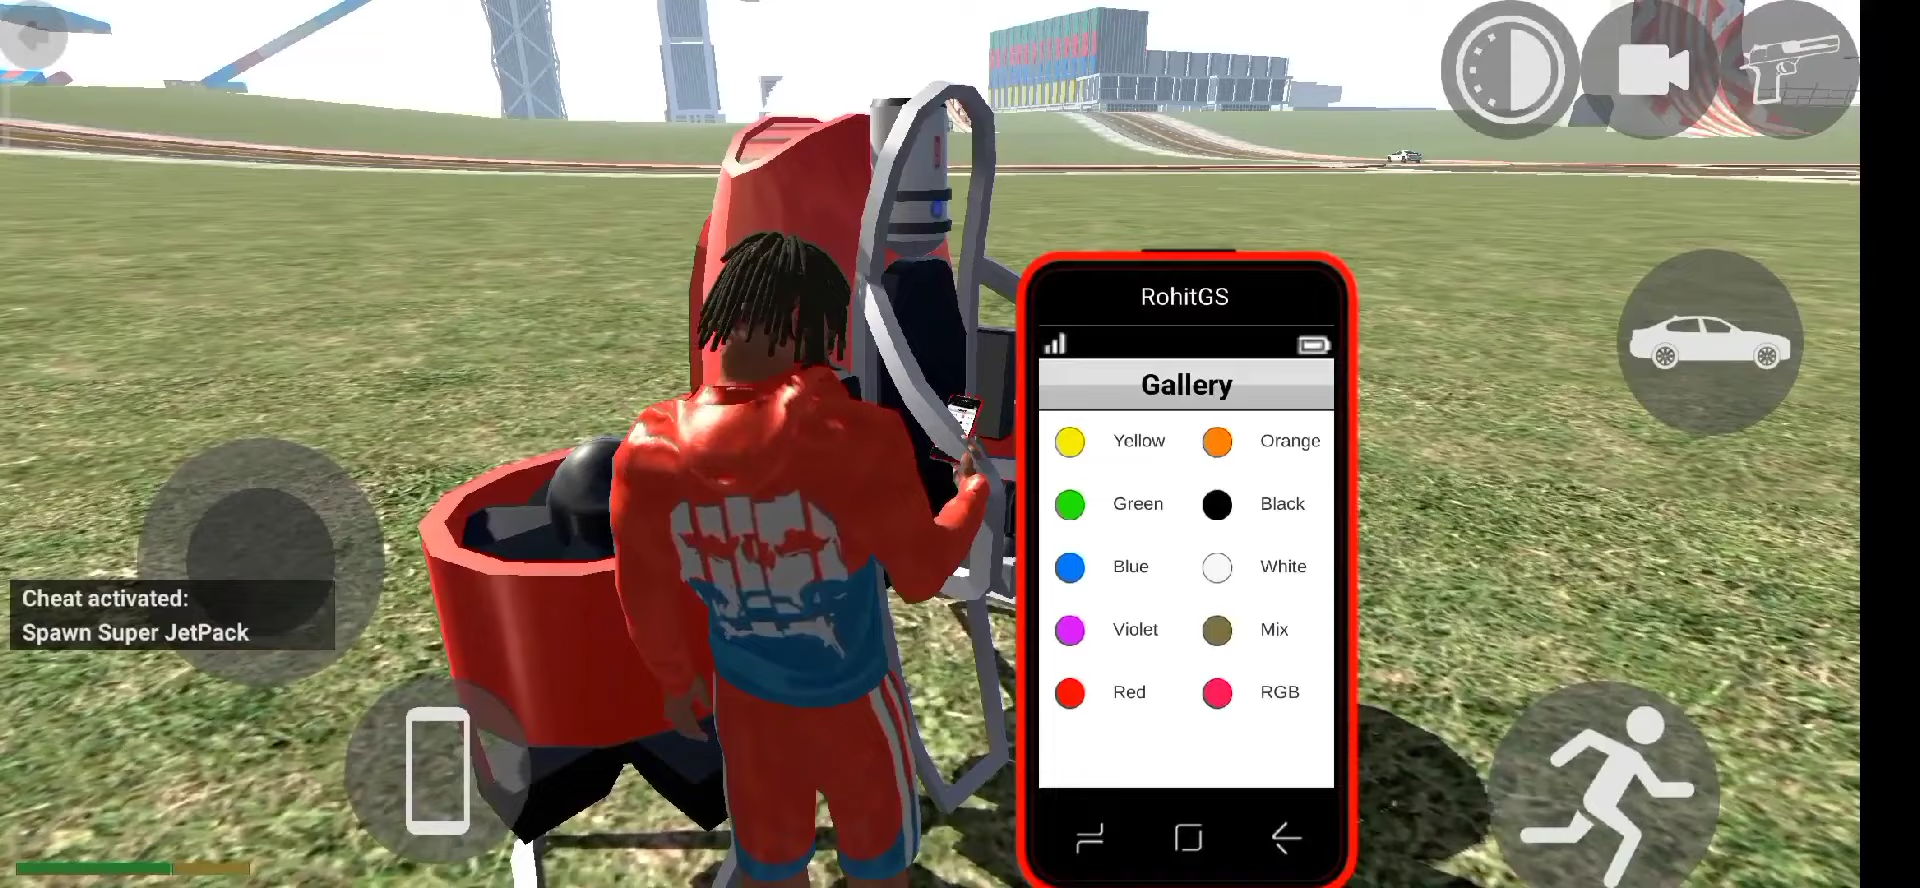 RohitGS
Gallery
Yellow
Orange
Green
Black
Blue
White
Violet
Mix
Red
RGB
Cheat activated:
Spawn Super JetPack